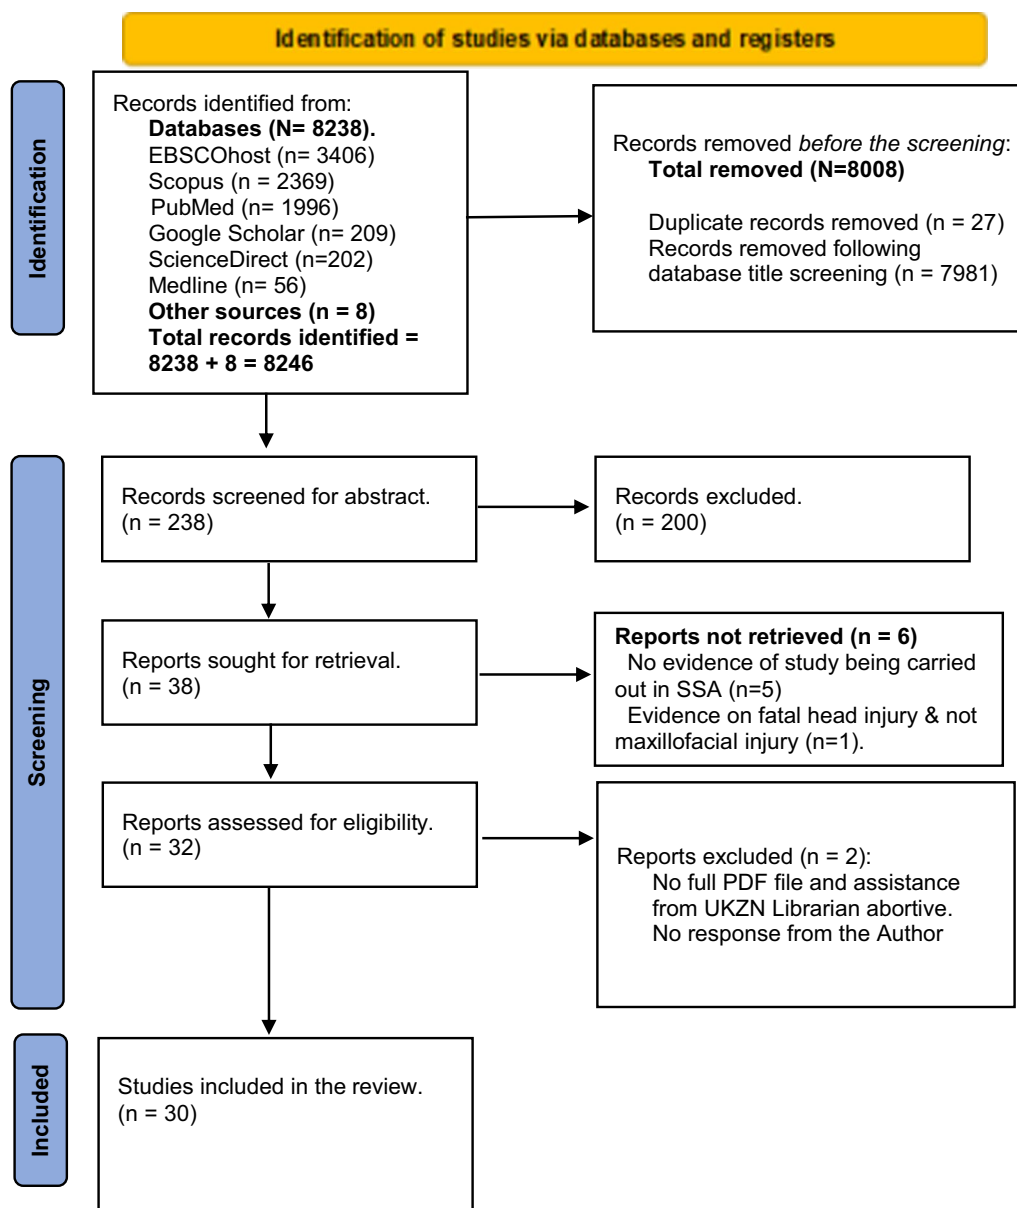 Identification of studies via databases and registers
Identification
Records identified from:
Databases (N= 8238).
EBSCOhost (n= 3406)
Scopus (n = 2369)
PubMed (n= 1996)
Google Scholar (n= 209)
ScienceDirect (n=202)
Medline (n= 56)
Other sources (n = 8)
Total records identified =
8238 + 8 = 8246
Records removed before the screening:
Total removed (N=8008)
Duplicate records removed (n = 27)
Records removed following
database title screening (n = 7981)
Screening
Records screened for abstract.
(n = 238)
Records excluded.
(n = 200)
Reports sought for retrieval.
(n = 38)
Reports not retrieved (n = 6)
No evidence of study being carried
out in SSA (n=5)
Evidence on fatal head injury & not
maxillofacial injury (n=1).
Reports assessed for eligibility.
(n = 32)
Reports excluded (n = 2):
No full PDF file and assistance
from UKZN Librarian abortive.
No response from the Author
Included
Studies included in the review.
(n = 30)